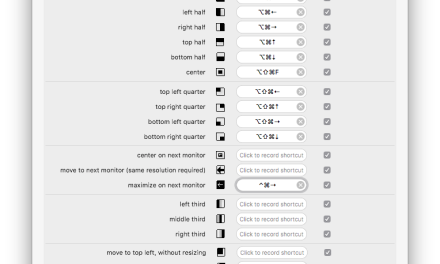 left half ⌥⌘←
right half ⌥⌘→
top half ⌥⌘↑
bottom half ⌥⌘↓
center ⌥⇧⌘F
top left quarter ⌥⇧⌘←
top right quarter ⌥⇧⌘↑
bottom left quarter ⌥⇧⌘→
bottom right quarter ⌥⇧⌘↓
center on next monitor Click to record shortcut
move to next monitor (same resolution required) Click to record shortcut
maximize on next monitor ^⌘→
left third Click to record shortcut
middle third Click to record shortcut
right third Click to record shortcut
move to top left, without resizing Click to record shortcut